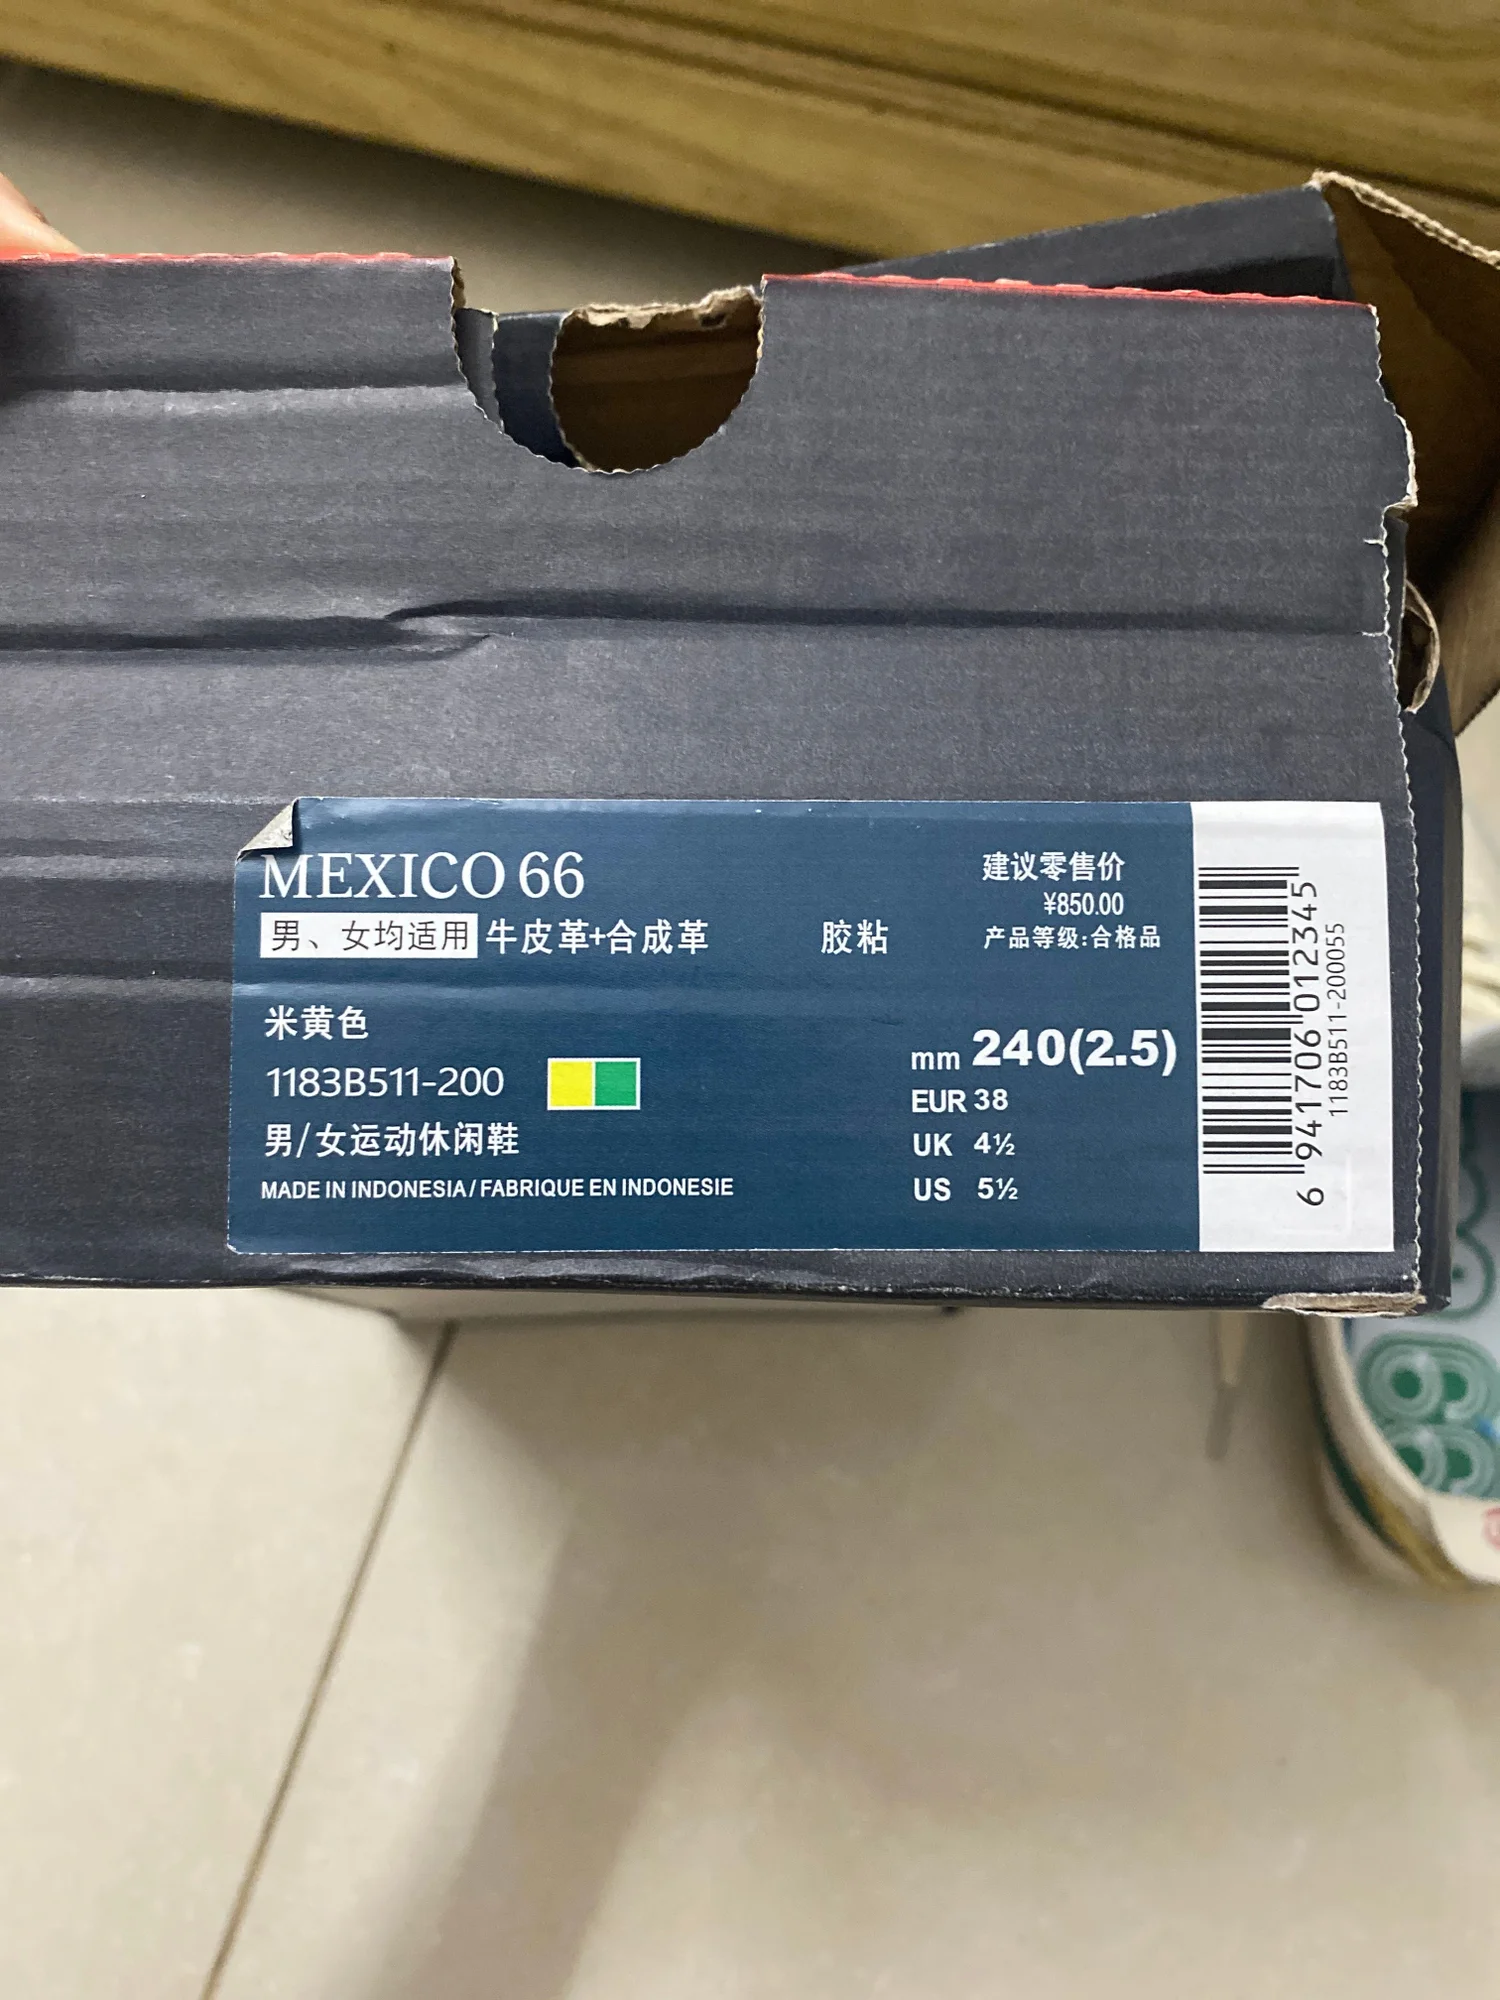 MEXICO 66
男、女均适用 牛皮革+合成革 胶粘
建议零售价
¥850.00
产品等级:合格品
米黄色
1183B511-200
男/女运动休闲鞋
MADE IN INDONESIA / FABRIQUE EN INDONESIE
mm 240(2.5)
EUR 38
UK 4½
US 5½
6 941706 012345
1183B511-200055